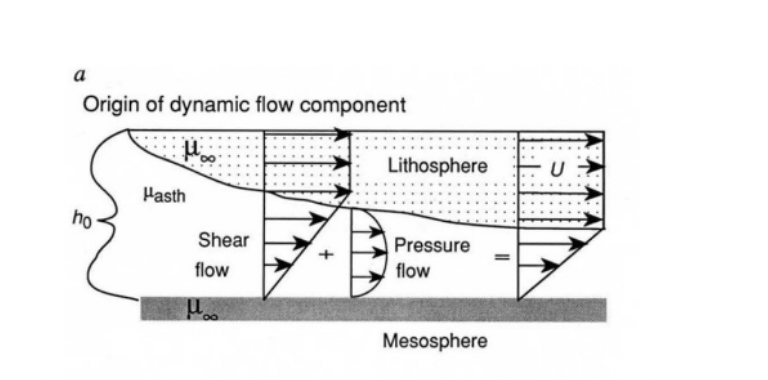 a
Origin of dynamic flow component
μ∞
Lithosphere
U
μasth
h0
Shear
flow
+
Pressure
flow
=
μ∞
Mesosphere